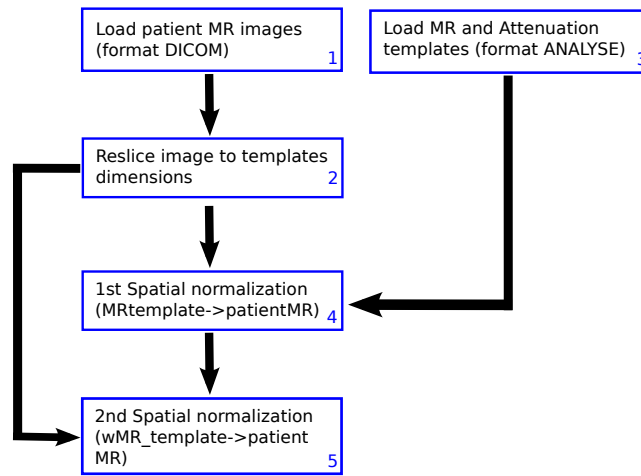 Load patient MR images
(format DICOM)
1
Load MR and Attenuation
templates (format ANALYSE)
3
Reslice image to templates
dimensions
2
1st Spatial normalization
(MRtemplate->patientMR)
4
2nd Spatial normalization
(wMR_template->patient
MR)
5